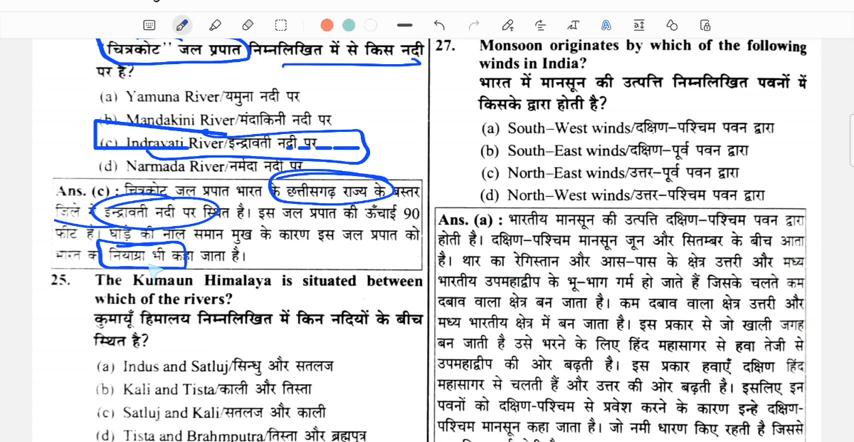 "चित्रकोट" जल प्रपात निम्नलिखित में से किस नदी
पर है?
(a) Yamuna River/यमुना नदी पर
(b) Mandakini River/मंदाकिनी नदी पर
(c) Indravati River/इन्द्रावती नदी पर
(d) Narmada River/नर्मदा नदी पर
Ans. (c) : चित्रकोट जल प्रपात भारत के छत्तीसगढ़ राज्य के बस्तर
जिले में इन्द्रावती नदी पर स्थित है। इस जल प्रपात की ऊँचाई 90
फीट है। घोड़े की नाल समान मुख के कारण इस जल प्रपात को
भारत का नियाग्रा भी कहा जाता है।
25. The Kumaun Himalaya is situated between
which of the rivers?
कुमायूँ हिमालय निम्नलिखित में किन नदियों के बीच
स्थित है?
(a) Indus and Satluj/सिन्धु और सतलज
(b) Kali and Tista/काली और तिस्ता
(c) Satluj and Kali/सतलज और काली
(d) Tista and Brahmputra/तिस्ता और ब्रह्मपुत्र
27. Monsoon originates by which of the following
winds in India?
भारत में मानसून की उत्पत्ति निम्नलिखित पवनों में
किसके द्वारा होती है?
(a) South-West winds/दक्षिण-पश्चिम पवन द्वारा
(b) South-East winds/दक्षिण-पूर्व पवन द्वारा
(c) North-East winds/उत्तर-पूर्व पवन द्वारा
(d) North-West winds/उत्तर-पश्चिम पवन द्वारा
Ans. (a) : भारतीय मानसून की उत्पत्ति दक्षिण-पश्चिम पवन द्वारा
होती है। दक्षिण-पश्चिम मानसून जून और सितम्बर के बीच आता
है। थार का रेगिस्तान और आस-पास के क्षेत्र उत्तरी और मध्य
भारतीय उपमहाद्वीप के भू-भाग गर्म हो जाते हैं जिसके चलते कम
दबाव वाला क्षेत्र बन जाता है। कम दबाव वाला क्षेत्र उत्तरी और
मध्य भारतीय क्षेत्र में बन जाता है। इस प्रकार से जो खाली जगह
बन जाती है उसे भरने के लिए हिंद महासागर से हवा तेजी से
उपमहाद्वीप की ओर बढ़ती है। इस प्रकार हवाएँ दक्षिण हिंद
महासागर से चलती हैं और उत्तर की ओर बढ़ती है। इसलिए इन
पवनों को दक्षिण-पश्चिम से प्रवेश करने के कारण इन्हे दक्षिण-
पश्चिम मानसून कहा जाता है। जो नमी धारण किए रहती है जिससे